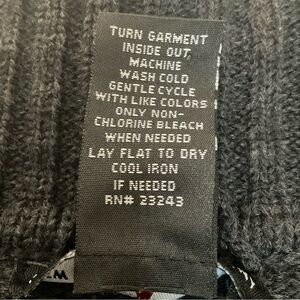 TURN GARMENT
INSIDE OUT
MACHINE
WASH COLD
GENTLE CYCLE
WITH LIKE COLORS
ONLY NON-
CHLORINE BLEACH
WHEN NEEDED
LAY FLAT TO DRY
COOL IRON
IF NEEDED
RN# 23243